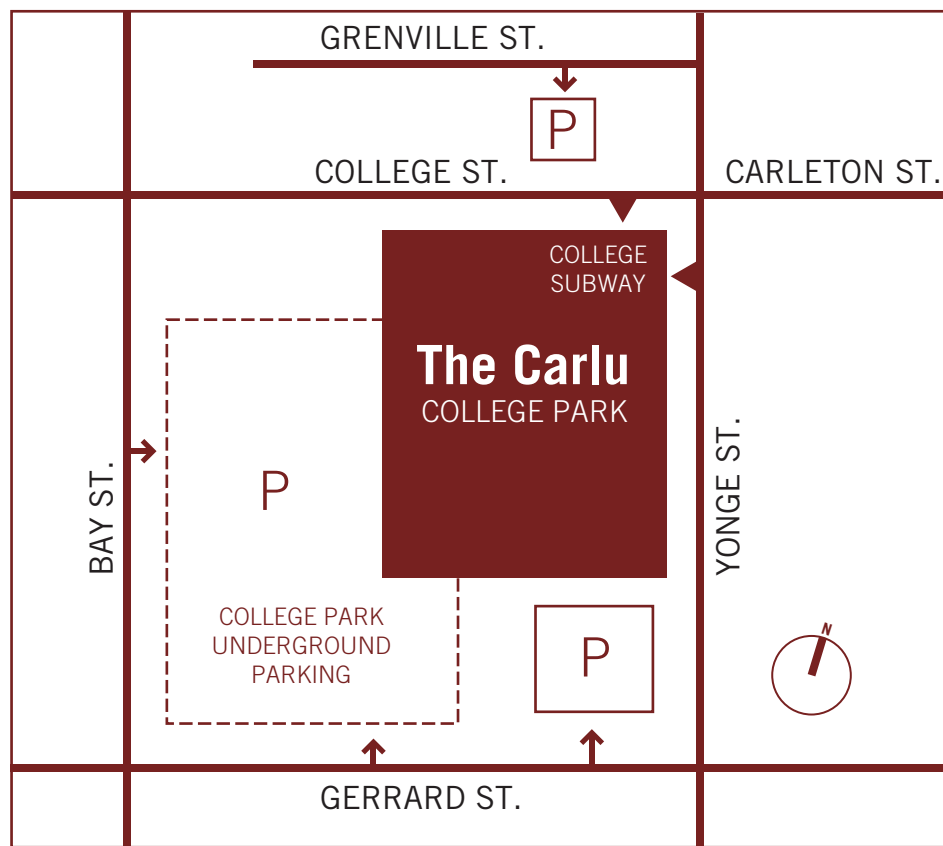 GRENVILLE ST.
P
COLLEGE ST.
CARLETON ST.
COLLEGE
SUBWAY
The Carlu
COLLEGE PARK
BAY ST.
P
YONGE ST.
COLLEGE PARK
UNDERGROUND
PARKING
P
N
GERRARD ST.